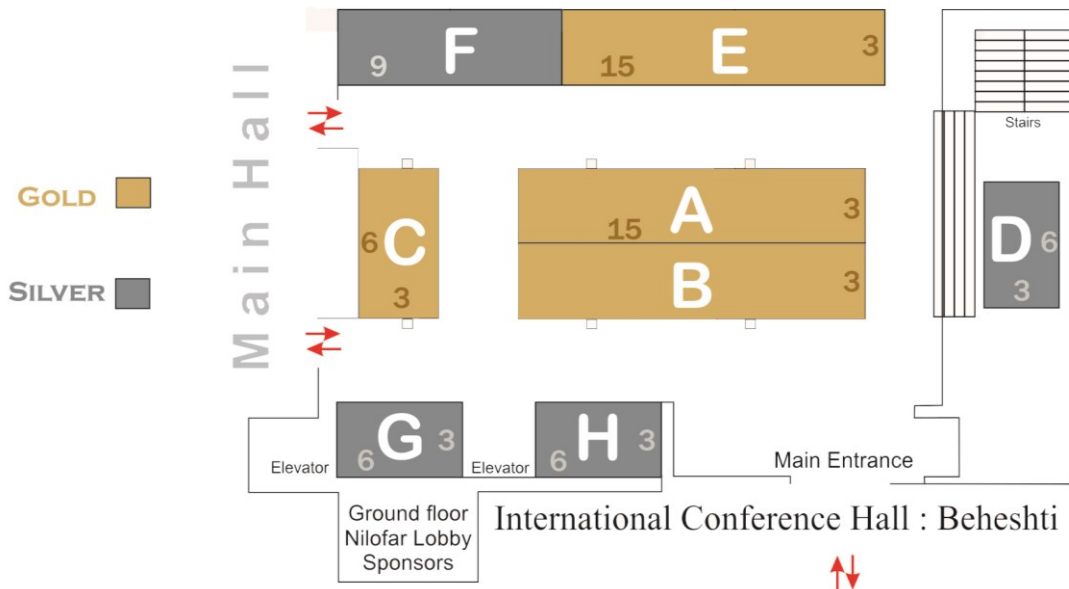 F
9
E
15
3
Main Hall
Stairs
GOLD
A
15
3
C
6
3
D
6
3
SILVER
B
3
G
6
3
H
6
3
Elevator
Elevator
Main Entrance
Ground floor
Nilofar Lobby
Sponsors
International Conference Hall : Beheshti